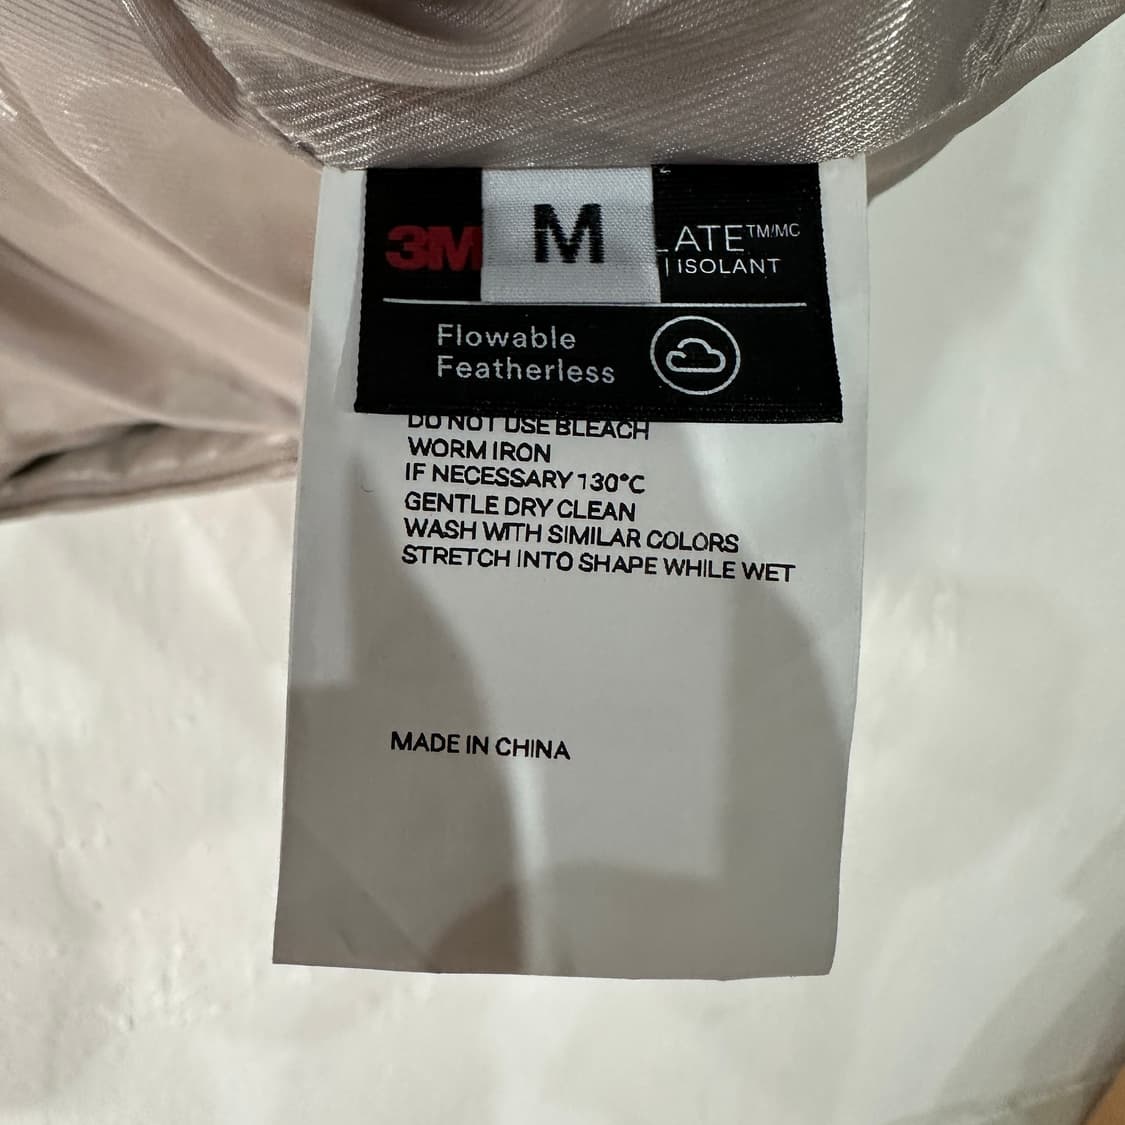 3M
M
LATE™/MC
| ISOLANT
Flowable
Featherless
DO NOT USE BLEACH
WORM IRON
IF NECESSARY 130°C
GENTLE DRY CLEAN
WASH WITH SIMILAR COLORS
STRETCH INTO SHAPE WHILE WET
MADE IN CHINA